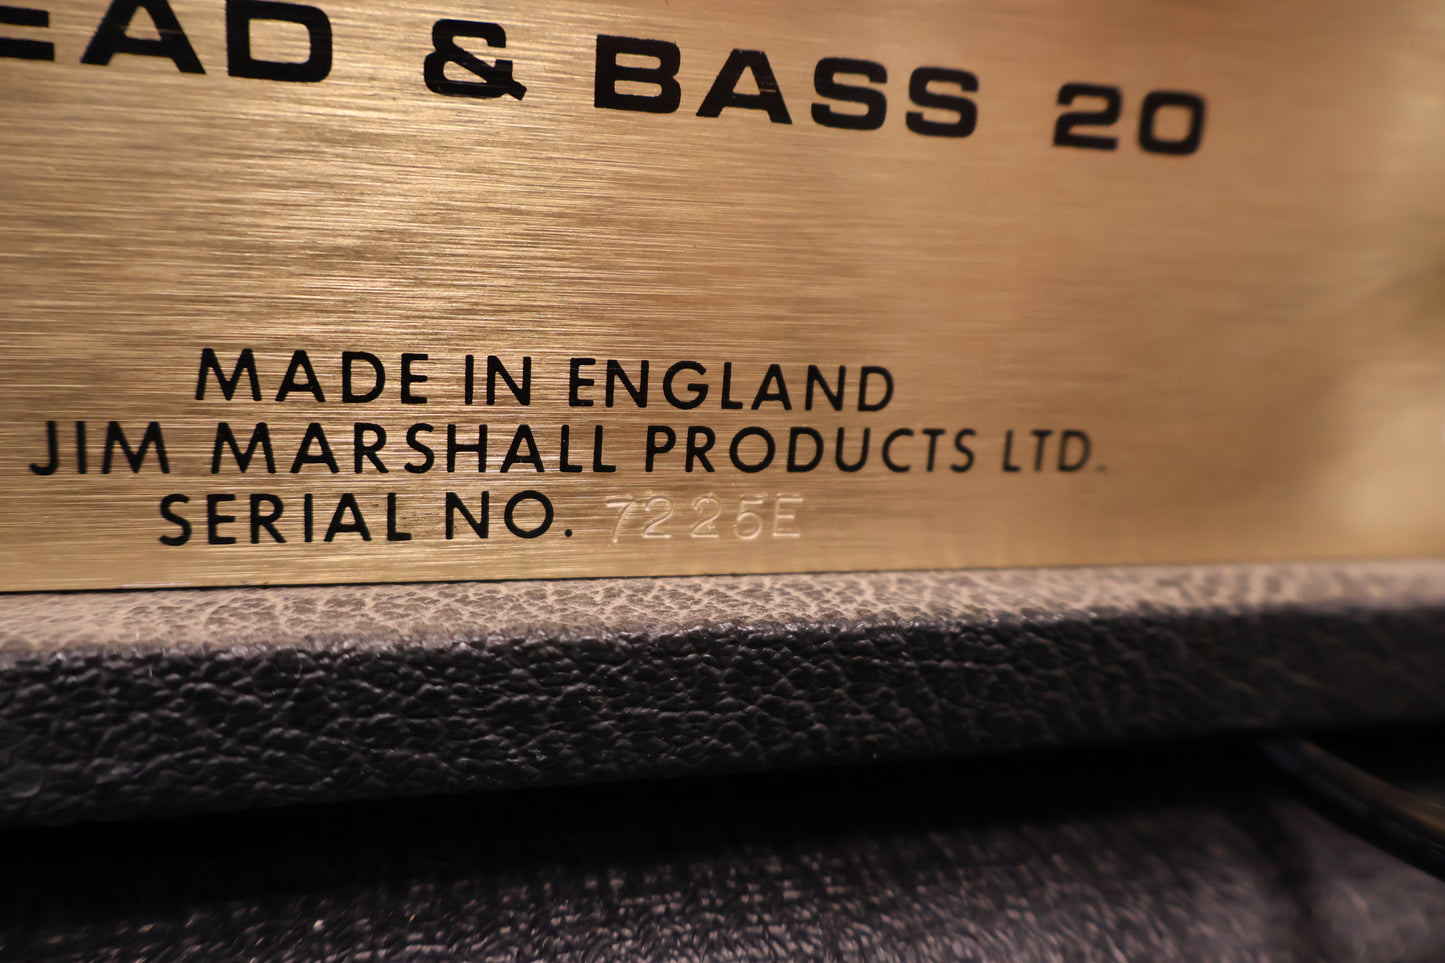 EAD & BASS 20
MADE IN ENGLAND
JIM MARSHALL PRODUCTS LTD.
SERIAL NO. 7225E